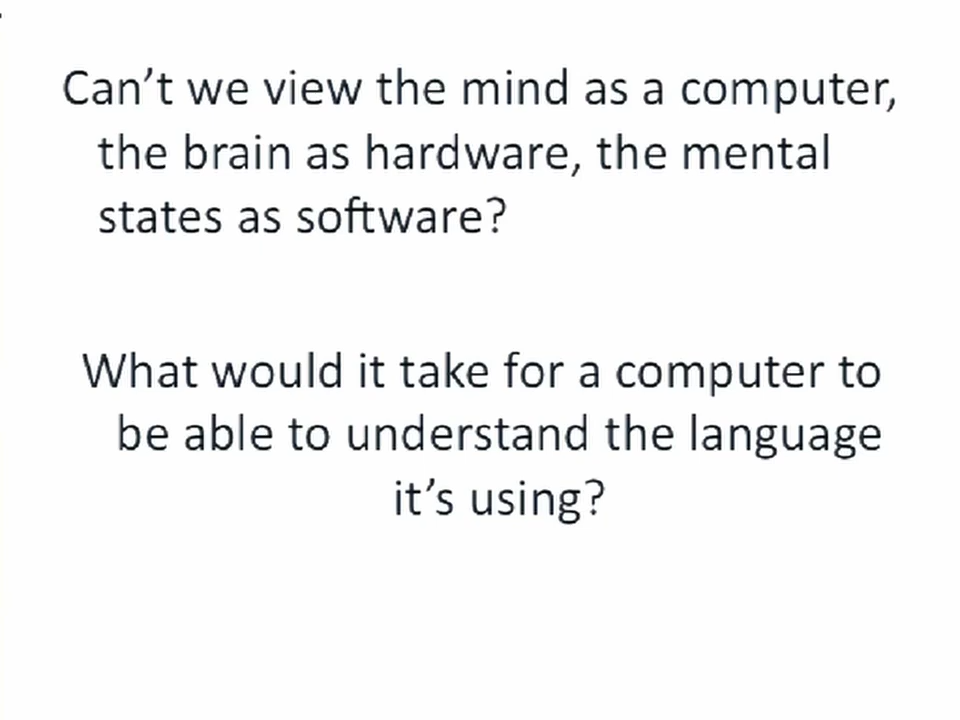 Can’t we view the mind as a computer,
the brain as hardware, the mental
states as software?
What would it take for a computer to
be able to understand the language
it’s using?